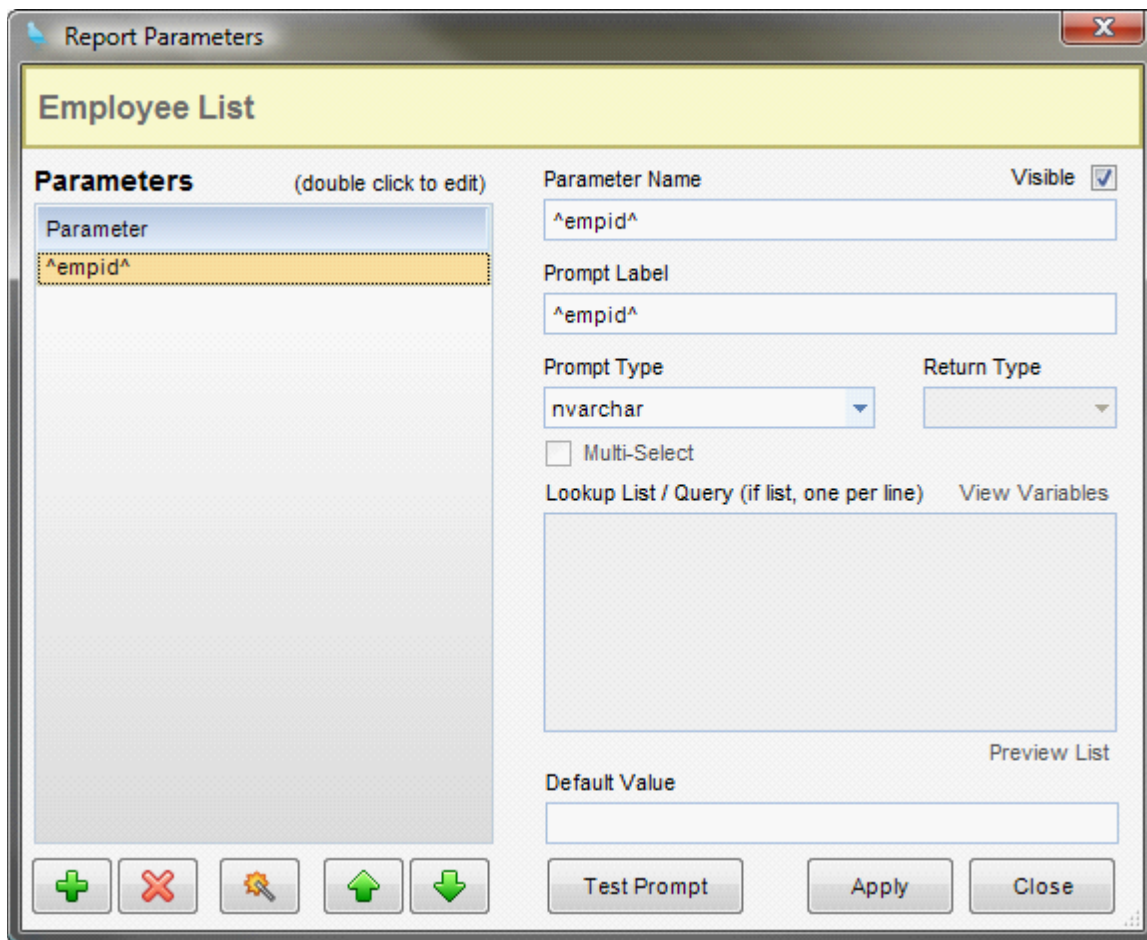 Report Parameters
Employee List
Parameters (double click to edit)
Parameter
^empid^
Parameter Name Visible
^empid^
Prompt Label
^empid^
Prompt Type Return Type
nvarchar
Multi-Select
Lookup List / Query (if list, one per line) View Variables
Preview List
Default Value
Test Prompt Apply Close